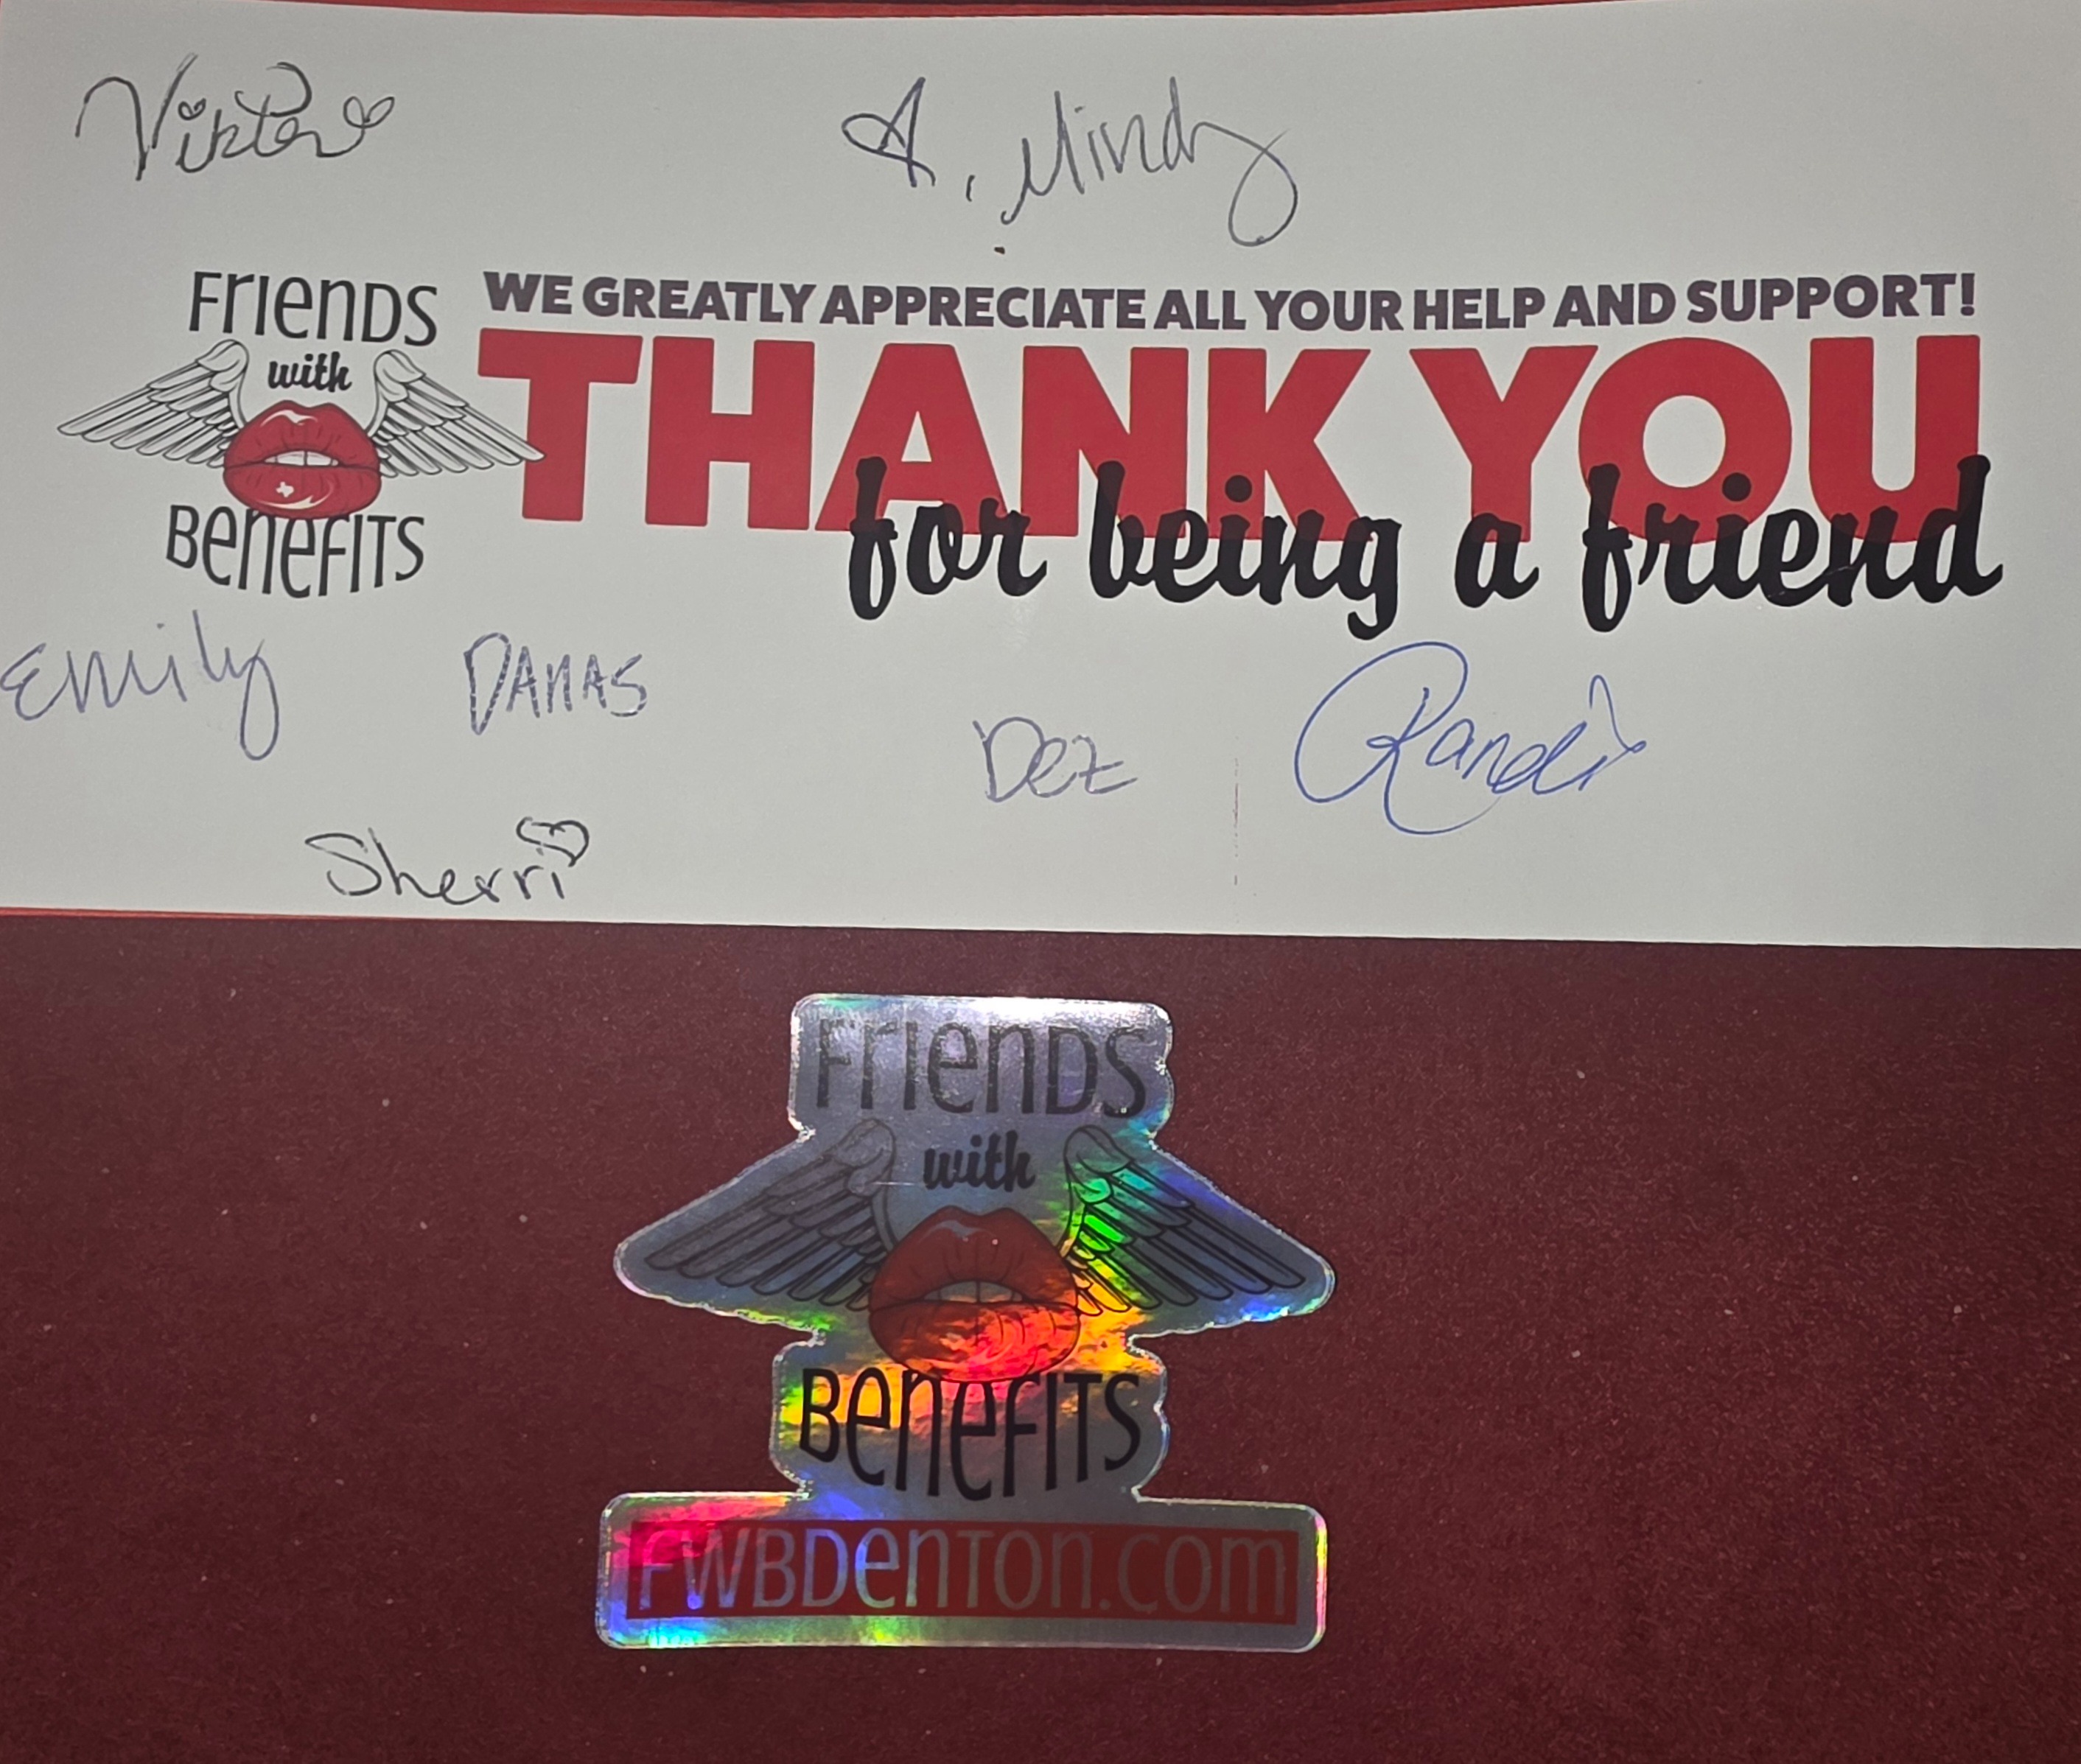 Viktor
A. Mindy
Friends
with
Benefits
WE GREATLY APPRECIATE ALL YOUR HELP AND SUPPORT!
THANK YOU
for being a friend
Emily
DANAS
Dez
Randi
Sherri
Friends
with
Benefits
FWBDenton.com